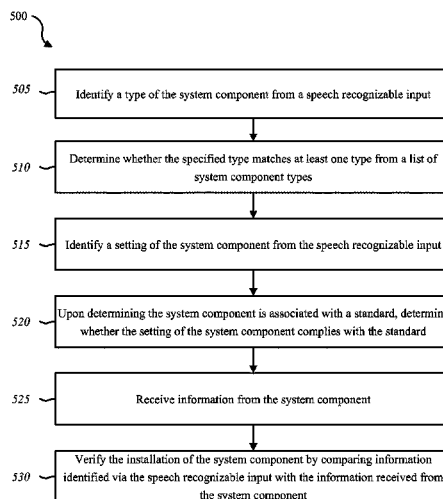 500
505
Identify a type of the system component from a speech recognizable input
510
Determine whether the specified type matches at least one type from a list of
system component types
515
Identify a setting of the system component from the speech recognizable input
520
Upon determining the system component is associated with a standard, determin
whether the setting of the system component complies with the standard
525
Receive information from the system component
530
Verify the installation of the system component by comparing information
identified via the speech recognizable input with the information received from
the system component